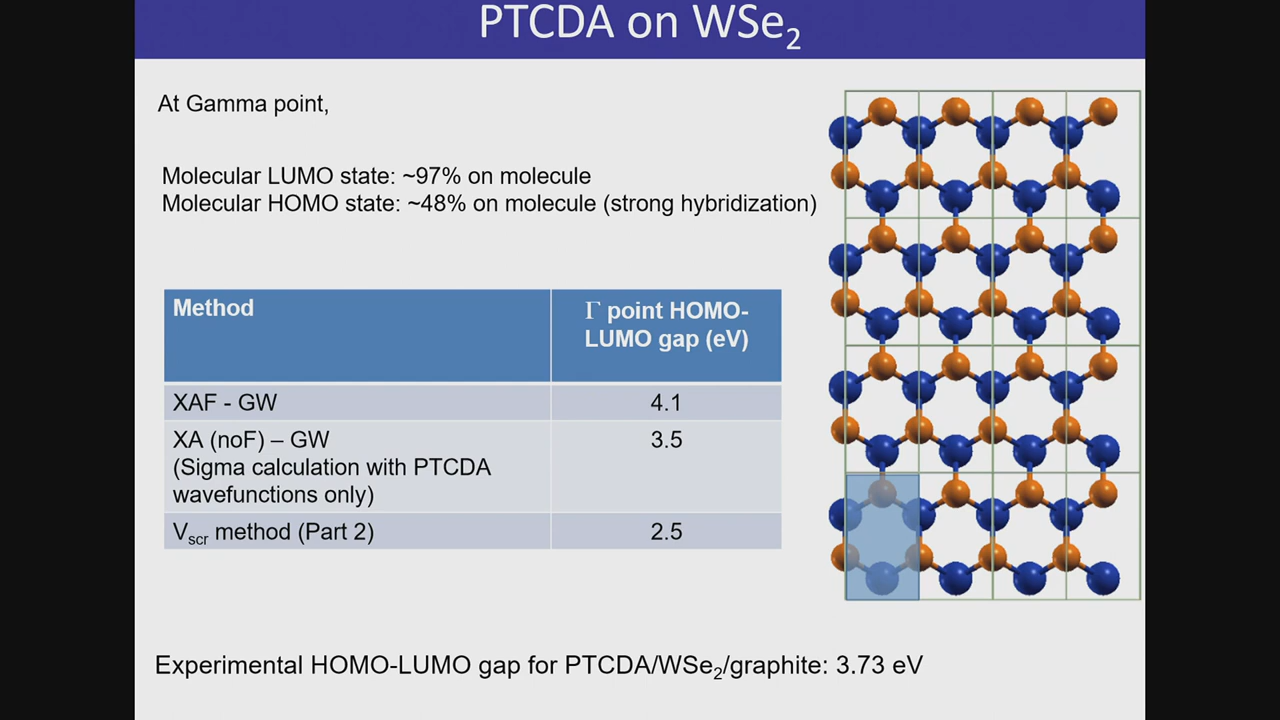 PTCDA on WSe₂
At Gamma point,
Molecular LUMO state: ~97% on molecule
Molecular HOMO state: ~48% on molecule (strong hybridization)
Method
Γ point HOMO-
LUMO gap (eV)
XAF - GW
4.1
XA (noF) – GW
3.5
(Sigma calculation with PTCDA
wavefunctions only)
Vscr method (Part 2)
2.5
Experimental HOMO-LUMO gap for PTCDA/WSe₂/graphite: 3.73 eV